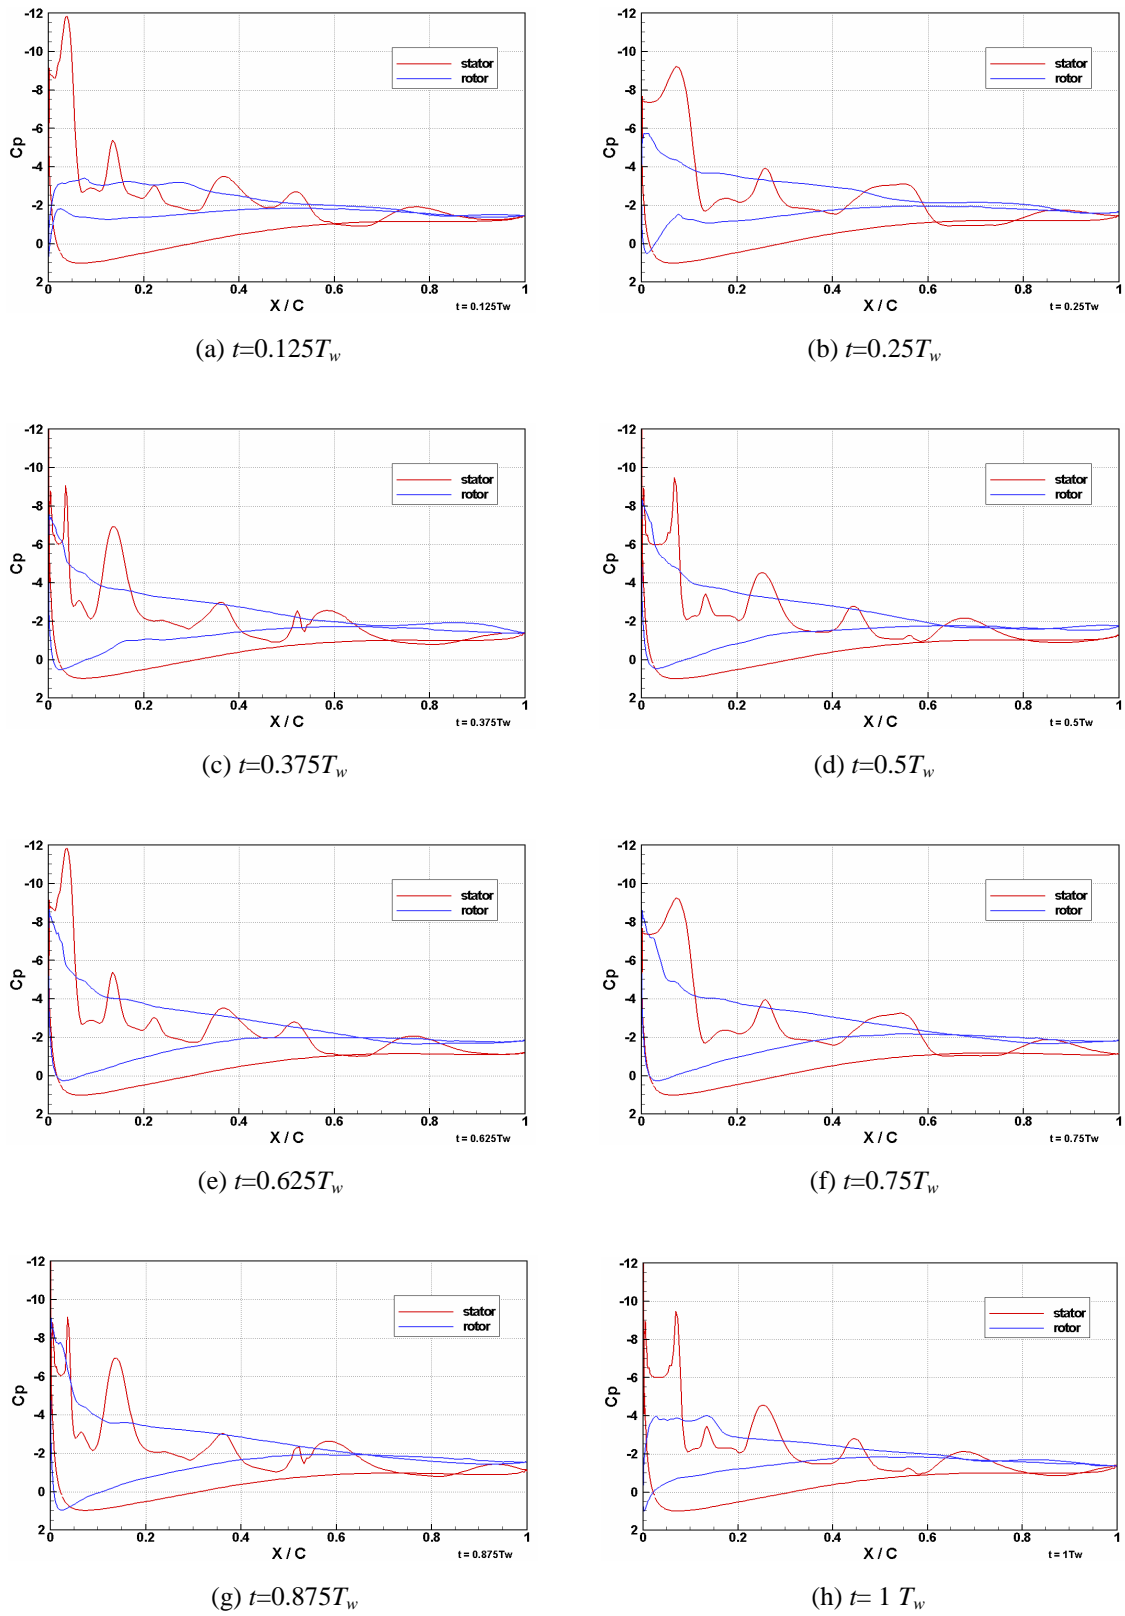 -12
-10
-8
-6
-4
-2
0
2
Cp
stator
rotor
0 0.2 0.4 0.6 0.8 1
X / C
t = 0.125Tw
(a) t=0.125Tw
-12
-10
-8
-6
-4
-2
0
2
Cp
stator
rotor
0 0.2 0.4 0.6 0.8 1
X / C
t = 0.25Tw
(b) t=0.25Tw
-12
-10
-8
-6
-4
-2
0
2
Cp
stator
rotor
0 0.2 0.4 0.6 0.8 1
X / C
t = 0.375Tw
(c) t=0.375Tw
-12
-10
-8
-6
-4
-2
0
2
Cp
stator
rotor
0 0.2 0.4 0.6 0.8 1
X / C
t = 0.5Tw
(d) t=0.5Tw
-12
-10
-8
-6
-4
-2
0
2
Cp
stator
rotor
0 0.2 0.4 0.6 0.8 1
X / C
t = 0.625Tw
(e) t=0.625Tw
-12
-10
-8
-6
-4
-2
0
2
Cp
stator
rotor
0 0.2 0.4 0.6 0.8 1
X / C
t = 0.75Tw
(f) t=0.75Tw
-12
-10
-8
-6
-4
-2
0
2
Cp
stator
rotor
0 0.2 0.4 0.6 0.8 1
X / C
t = 0.875Tw
(g) t=0.875Tw
-12
-10
-8
-6
-4
-2
0
2
Cp
stator
rotor
0 0.2 0.4 0.6 0.8 1
X / C
t = 1Tw
(h) t= 1 Tw